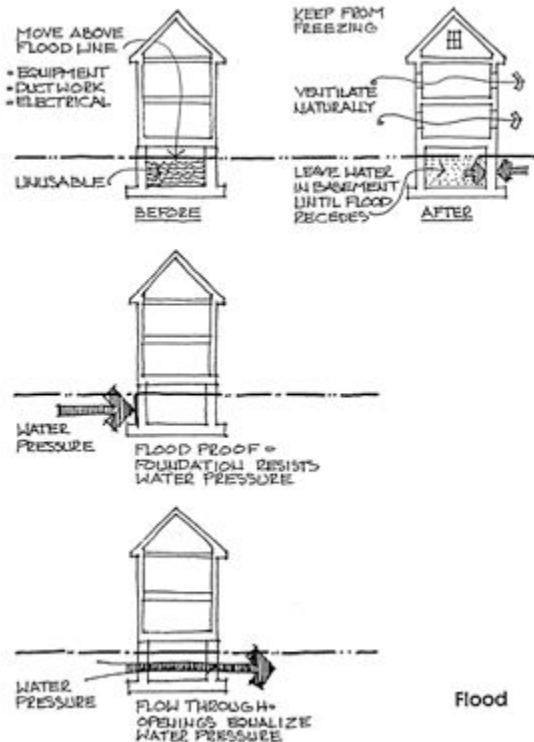 MOVE ABOVE
FLOOD LINE
• EQUIPMENT
• DUCTWORK
• ELECTRICAL
UNUSABLE
BEFORE
KEEP FROM
FREEZING
VENTILATE
NATURALLY
LEAVE WATER
IN BASEMENT
UNTIL FLOOD
RECEDES
AFTER
WATER
PRESSURE
FLOOD PROOF =
FOUNDATION RESISTS
WATER PRESSURE
WATER
PRESSURE
FLOW THROUGH =
OPENINGS EQUALIZE
WATER PRESSURE
Flood